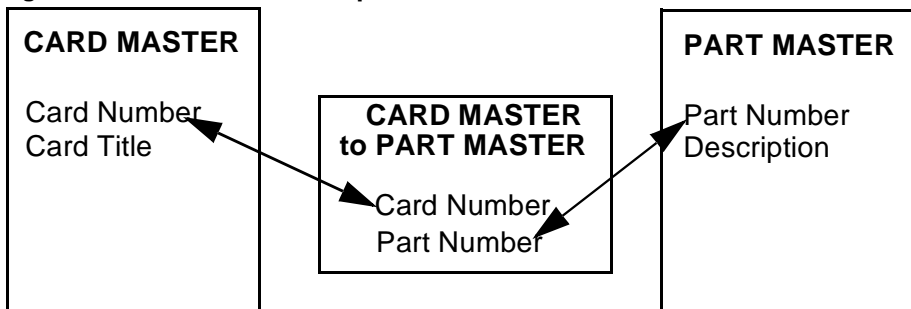 CARD MASTER
Card Number
Card Title
CARD MASTER
to PART MASTER
Card Number
Part Number
PART MASTER
Part Number
Description